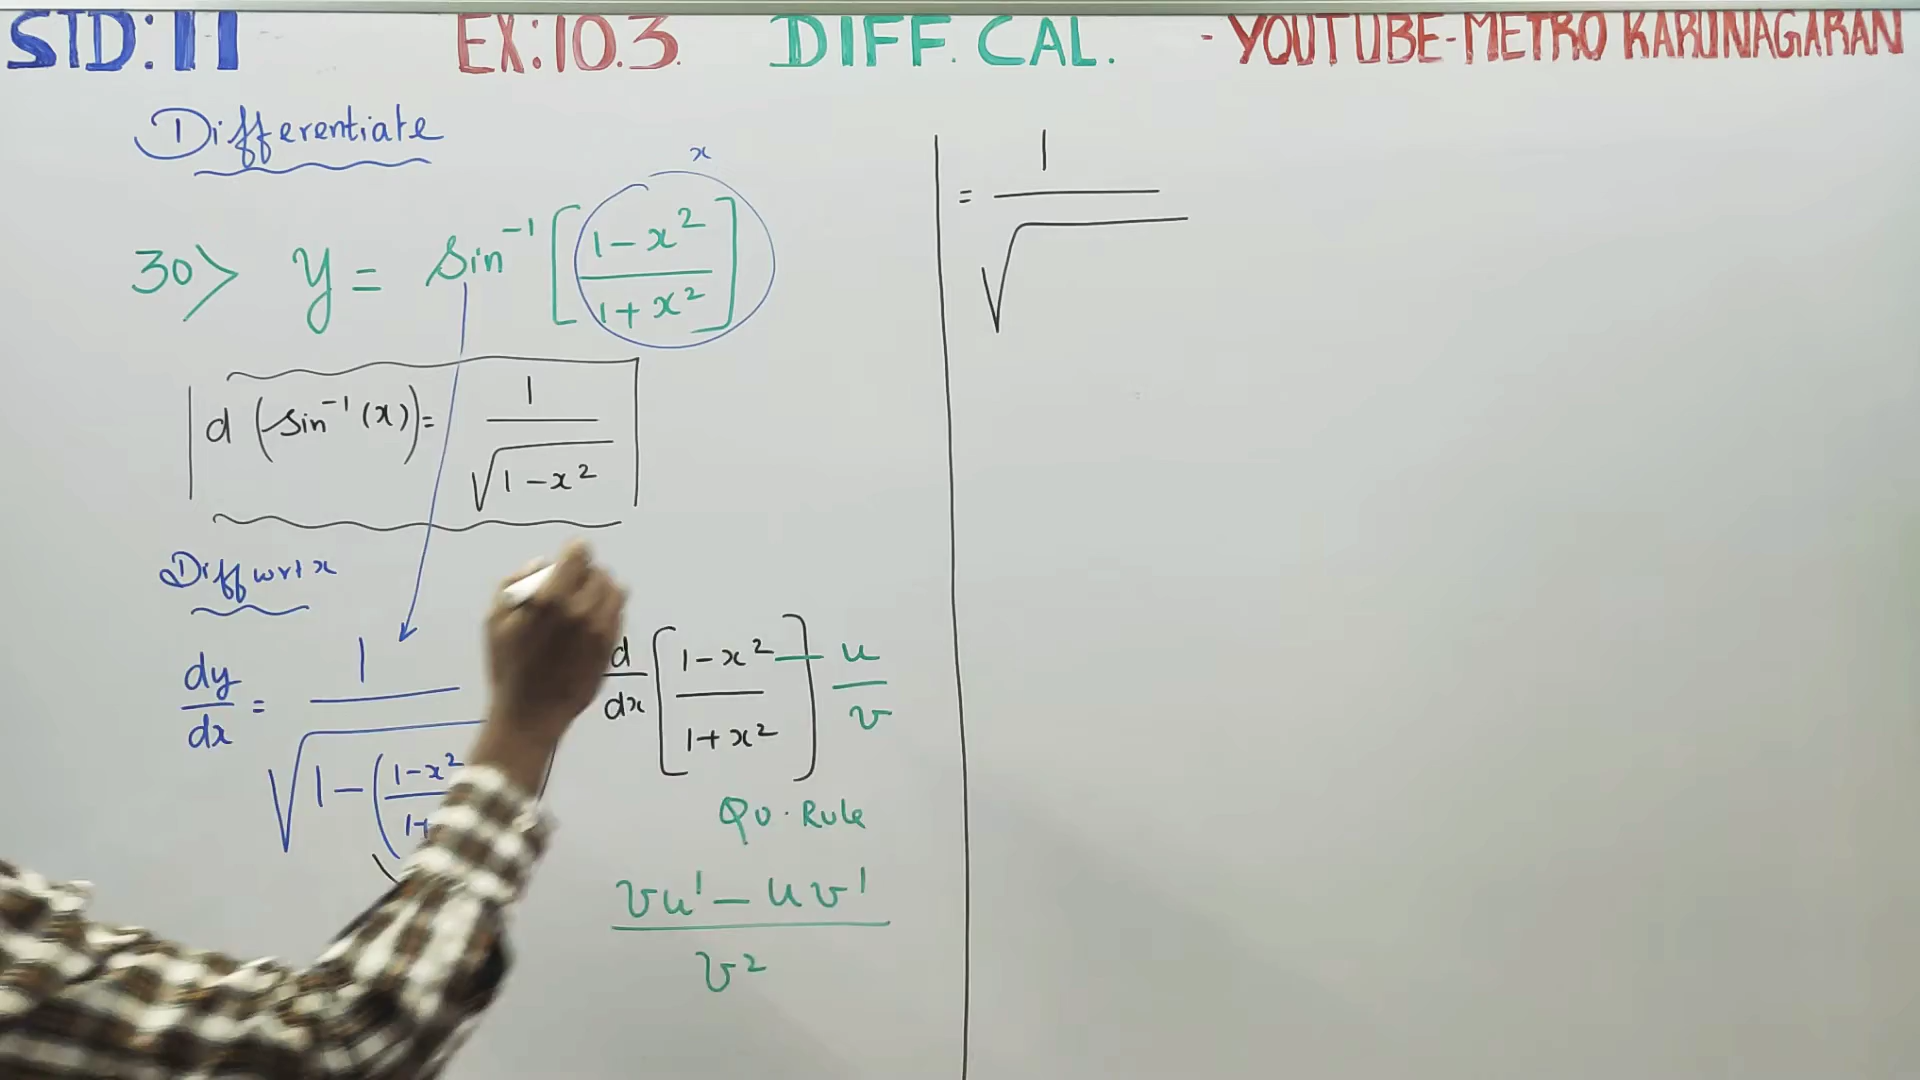 STD: 11 EX: 10.3. DIFF. CAL. - YOUTUBE-METRO KARUNAGARAN
Differentiate
x
30> y = sin⁻¹ [ (1-x²)/(1+x²) ]
d (sin⁻¹(x)) = 1/√(1-x²)
Diff w r t x
dy/dx = 1/√(1-((1-x²)/(1+
d/dx [ (1-x²)/(1+x²) ] u/v
QU. RULE
(vu' - uv')/v²
= 1/√